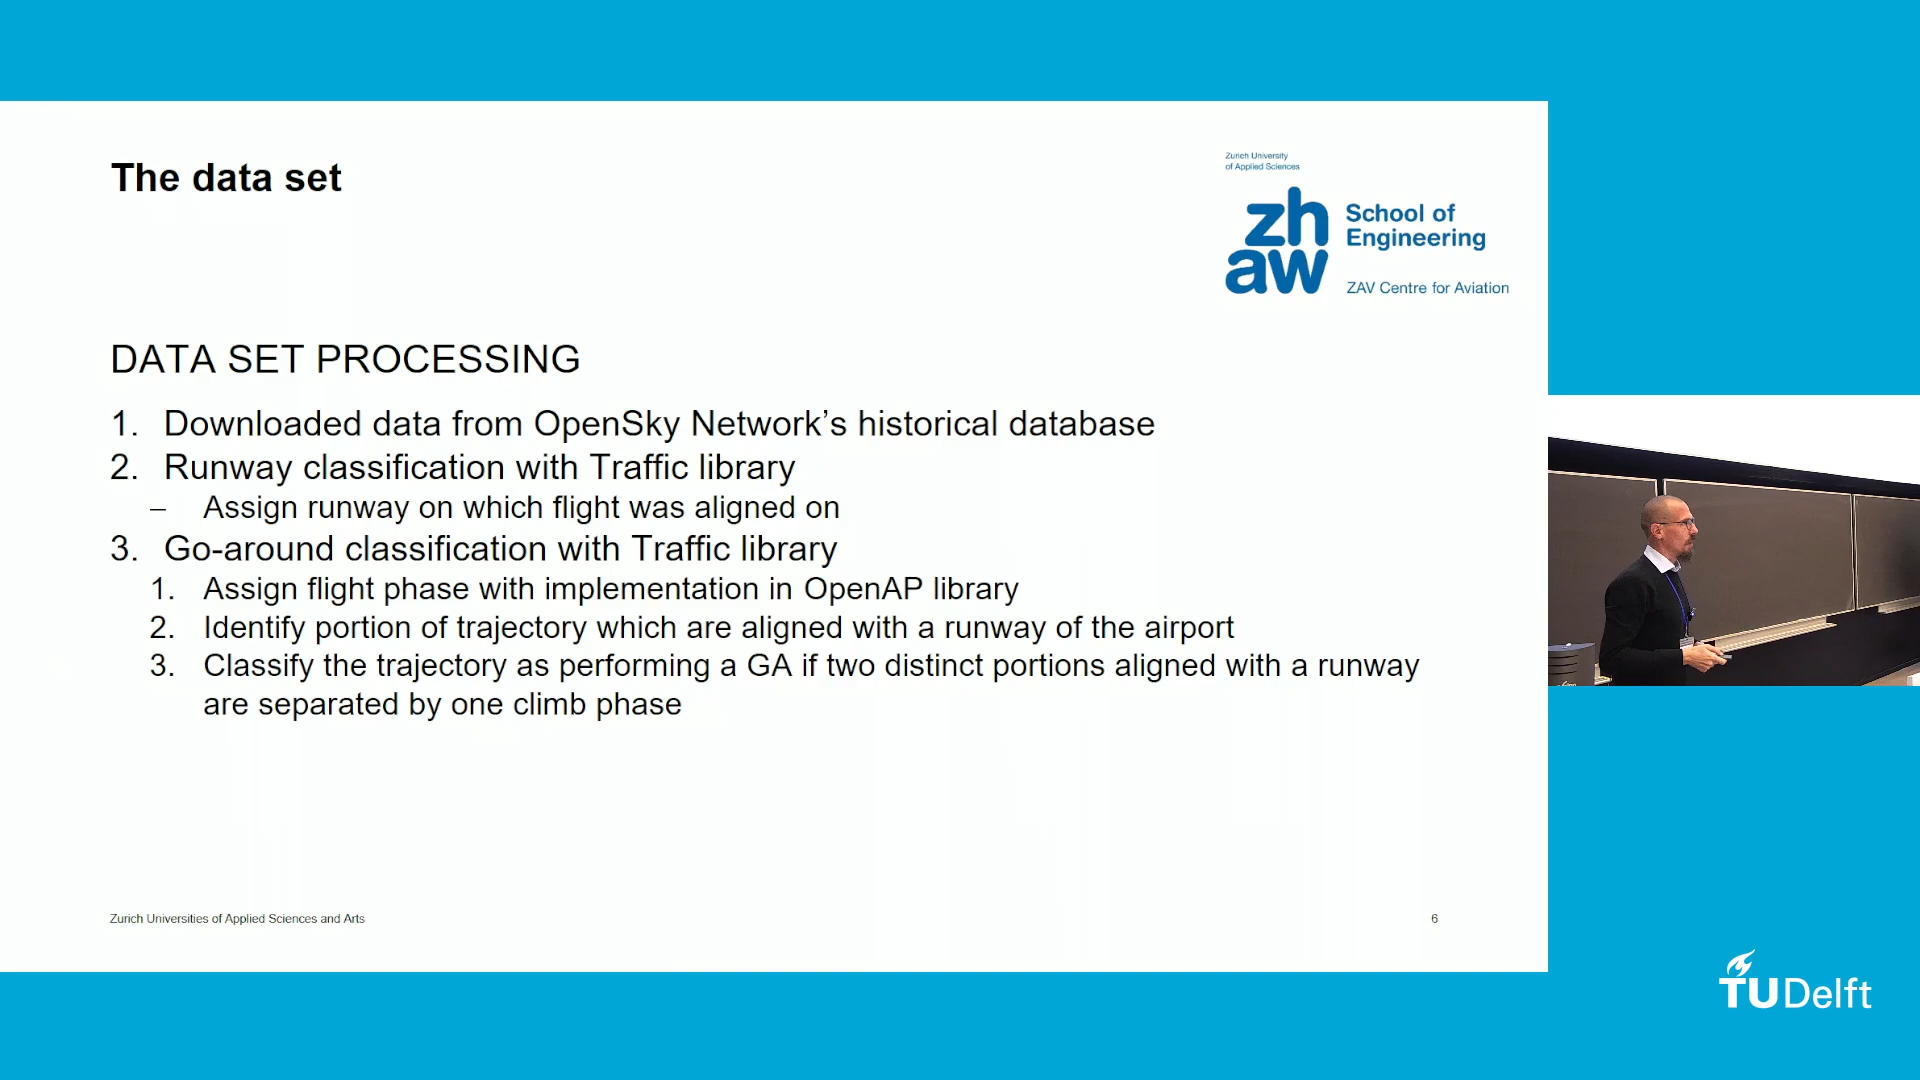 The data set
Zurich University
of Applied Sciences
zh
aw
School of
Engineering
ZAV Centre for Aviation
DATA SET PROCESSING
1. Downloaded data from OpenSky Network’s historical database
2. Runway classification with Traffic library
– Assign runway on which flight was aligned on
3. Go-around classification with Traffic library
1. Assign flight phase with implementation in OpenAP library
2. Identify portion of trajectory which are aligned with a runway of the airport
3. Classify the trajectory as performing a GA if two distinct portions aligned with a runway
are separated by one climb phase
Zurich Universities of Applied Sciences and Arts
6
TUDelft